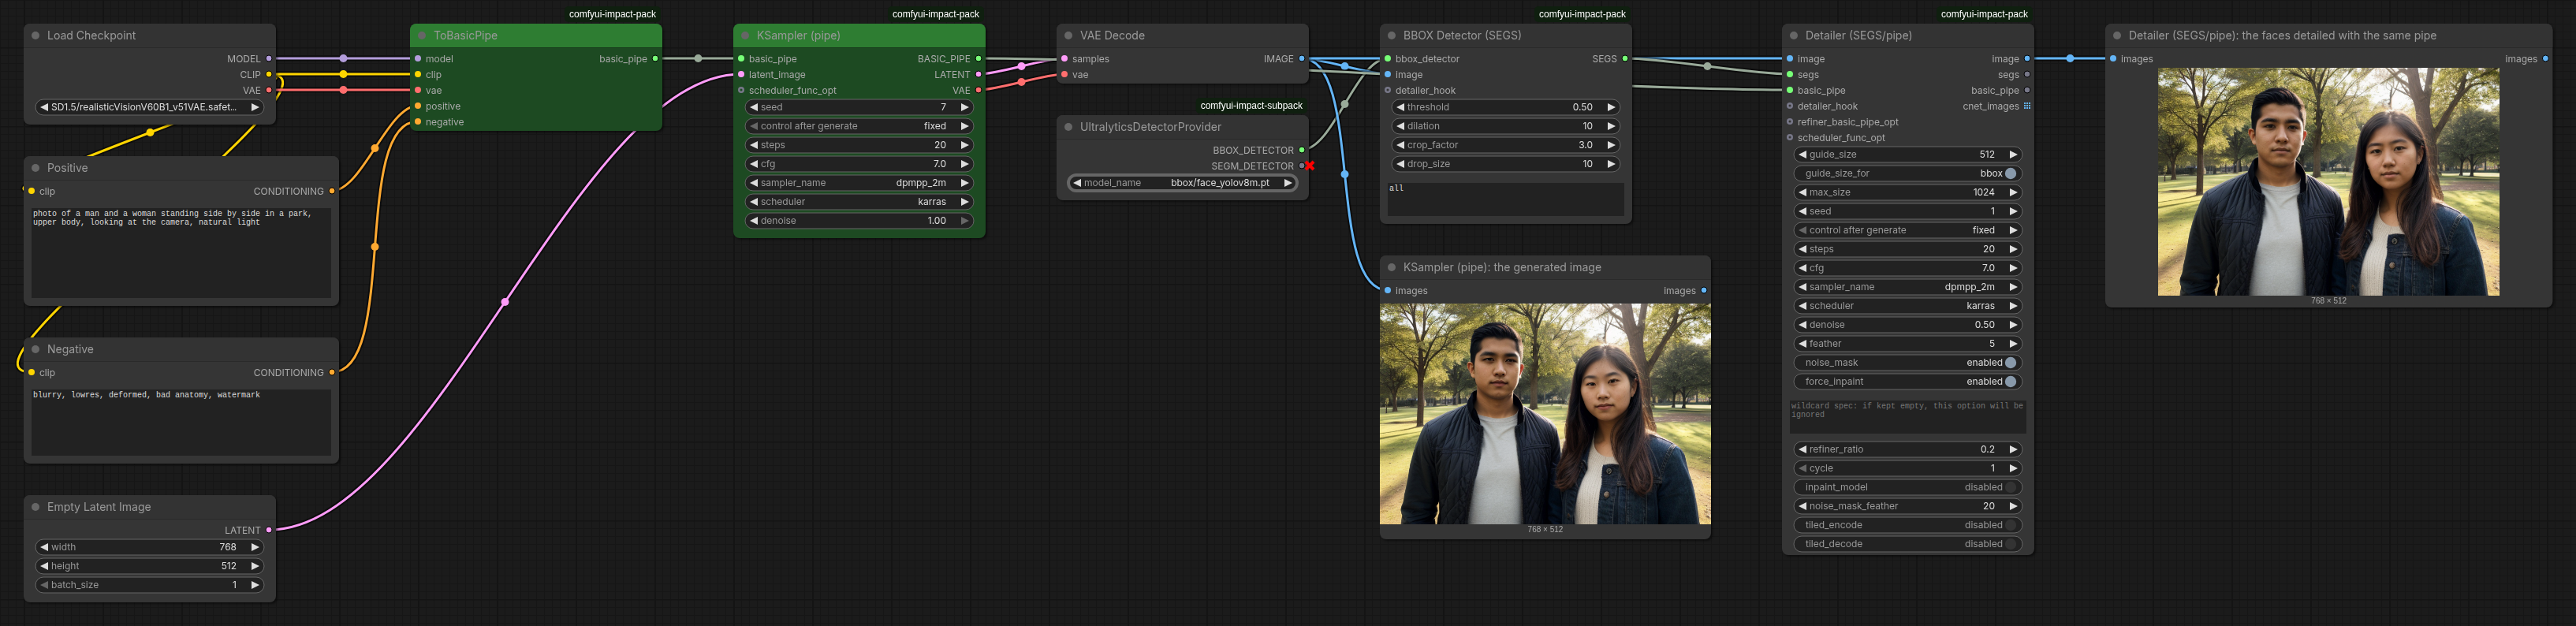 Load Checkpoint
MODEL
CLIP
VAE
SD1.5/realisticVisionV60B1_v51VAE.safet...
Positive
clip
CONDITIONING
photo of a man and a woman standing side by side in a park,
upper body, looking at the camera, natural light
Negative
clip
CONDITIONING
blurry, lowres, deformed, bad anatomy, watermark
Empty Latent Image
LATENT
width 768
height 512
batch_size 1
comfyui-impact-pack
ToBasicPipe
model basic_pipe
clip
vae
positive
negative
comfyui-impact-pack
KSampler (pipe)
basic_pipe BASIC_PIPE
latent_image LATENT
scheduler_func_opt VAE
seed 7
control after generate fixed
steps 20
cfg 7.0
sampler_name dpmpp_2m
scheduler karras
denoise 1.00
VAE Decode
samples IMAGE
vae
comfyui-impact-subpack
UltralyticsDetectorProvider
BBOX_DETECTOR
SEGM_DETECTOR
model_name bbox/face_yolov8m.pt
comfyui-impact-pack
BBOX Detector (SEGS)
bbox_detector SEGS
image
detailer_hook
threshold 0.50
dilation 10
crop_factor 3.0
drop_size 10
all
KSampler (pipe): the generated image
images images
768 × 512
comfyui-impact-pack
Detailer (SEGS/pipe)
image image
segs segs
basic_pipe basic_pipe
detailer_hook cnet_images
refiner_basic_pipe_opt
scheduler_func_opt
guide_size 512
guide_size_for bbox
max_size 1024
seed 1
control after generate fixed
steps 20
cfg 7.0
sampler_name dpmpp_2m
scheduler karras
denoise 0.50
feather 5
noise_mask enabled
force_inpaint enabled
wildcard spec: if kept empty, this option will be
ignored
refiner_ratio 0.2
cycle 1
inpaint_model disabled
noise_mask_feather 20
tiled_encode disabled
tiled_decode disabled
Detailer (SEGS/pipe): the faces detailed with the same pipe
images images
768 × 512